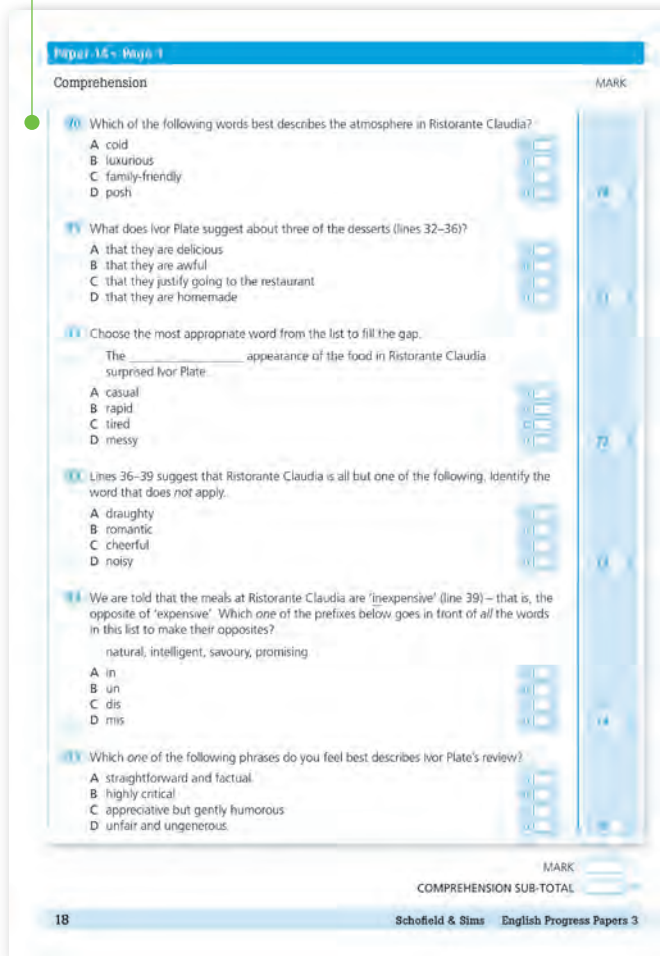 Comprehension MARK
70 Which of the following words best describes the atmosphere in Ristorante Claudia?
A cold
B luxurious
C family-friendly
D posh
What does Ivor Plate suggest about three of the desserts (lines 32–36)?
A that they are delicious
B that they are awful
C that they justify going to the restaurant
D that they are homemade
Choose the most appropriate word from the list to fill the gap.
The ________________ appearance of the food in Ristorante Claudia
surprised Ivor Plate.
A casual
B rapid
C tired
D messy
Lines 36–39 suggest that Ristorante Claudia is all but one of the following. Identify the
word that does not apply.
A draughty
B romantic
C cheerful
D noisy
We are told that the meals at Ristorante Claudia are 'inexpensive' (line 39) – that is, the
opposite of 'expensive'. Which one of the prefixes below goes in front of all the words
in this list to make their opposites?
natural, intelligent, savoury, promising
A in
B un
C dis
D mis
Which one of the following phrases do you feel best describes Ivor Plate's review?
A straightforward and factual
B highly critical
C appreciative but gently humorous
D unfair and ungenerous
MARK
COMPREHENSION SUB-TOTAL
18 Schofield & Sims English Progress Papers 3